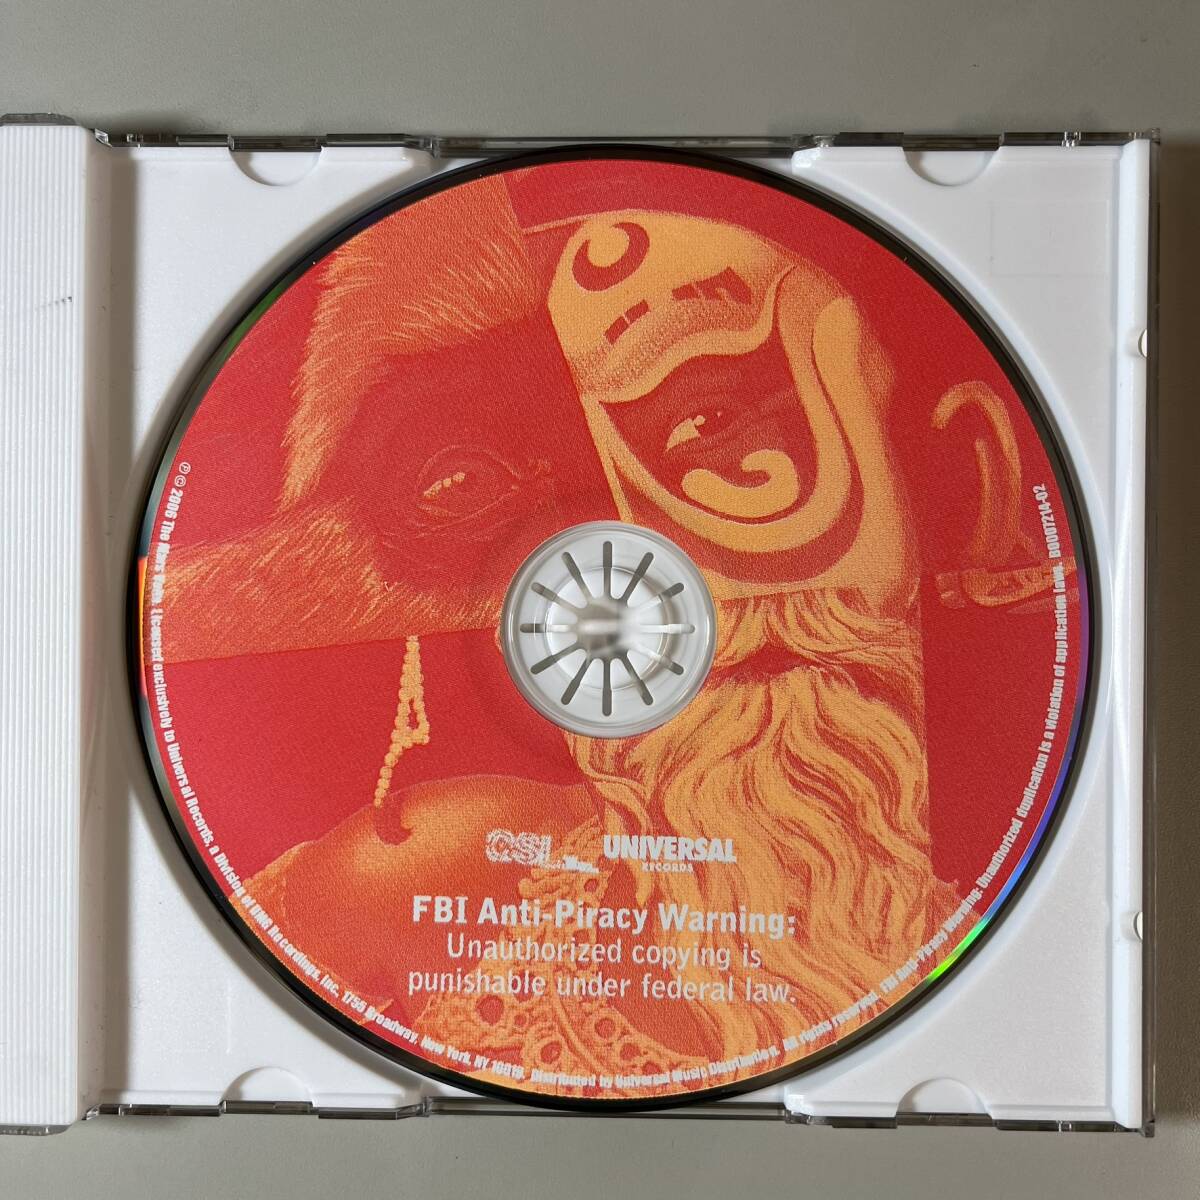 CSL
UNIVERSAL
RECORDS
FBI Anti-Piracy Warning:
Unauthorized copying is
punishable under federal law.
℗ © 2006 The Mars Volta. Licensed exclusively to Universal Records, a Division of UMG Recordings, Inc., 1755 Broadway, New York, NY 10019. Distributed by Universal Music Distribution. All rights reserved. FBI Anti-Piracy Warning: Unauthorized duplication is a violation of application laws. B0007214-02